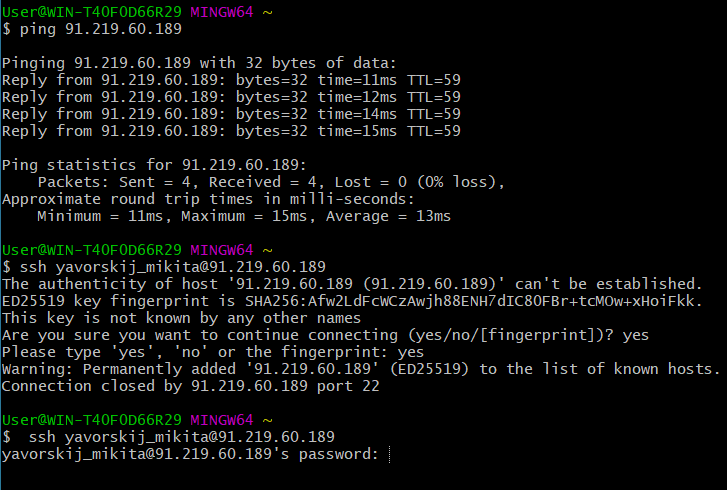 User@WIN-T40F0D66R29 MINGW64 ~
$ ping 91.219.60.189
Pinging 91.219.60.189 with 32 bytes of data:
Reply from 91.219.60.189: bytes=32 time=11ms TTL=59
Reply from 91.219.60.189: bytes=32 time=12ms TTL=59
Reply from 91.219.60.189: bytes=32 time=14ms TTL=59
Reply from 91.219.60.189: bytes=32 time=15ms TTL=59
Ping statistics for 91.219.60.189:
    Packets: Sent = 4, Received = 4, Lost = 0 (0% loss),
Approximate round trip times in milli-seconds:
    Minimum = 11ms, Maximum = 15ms, Average = 13ms
User@WIN-T40F0D66R29 MINGW64 ~
$ ssh yavorskij_mikita@91.219.60.189
The authenticity of host '91.219.60.189 (91.219.60.189)' can't be established.
ED25519 key fingerprint is SHA256:Afw2LdFcWCzAwjh88ENH7dIC80FBr+tcMOw+xHoiFkk.
This key is not known by any other names
Are you sure you want to continue connecting (yes/no/[fingerprint])? yes
Please type 'yes', 'no' or the fingerprint: yes
Warning: Permanently added '91.219.60.189' (ED25519) to the list of known hosts.
Connection closed by 91.219.60.189 port 22
User@WIN-T40F0D66R29 MINGW64 ~
$  ssh yavorskij_mikita@91.219.60.189
yavorskij_mikita@91.219.60.189's password: